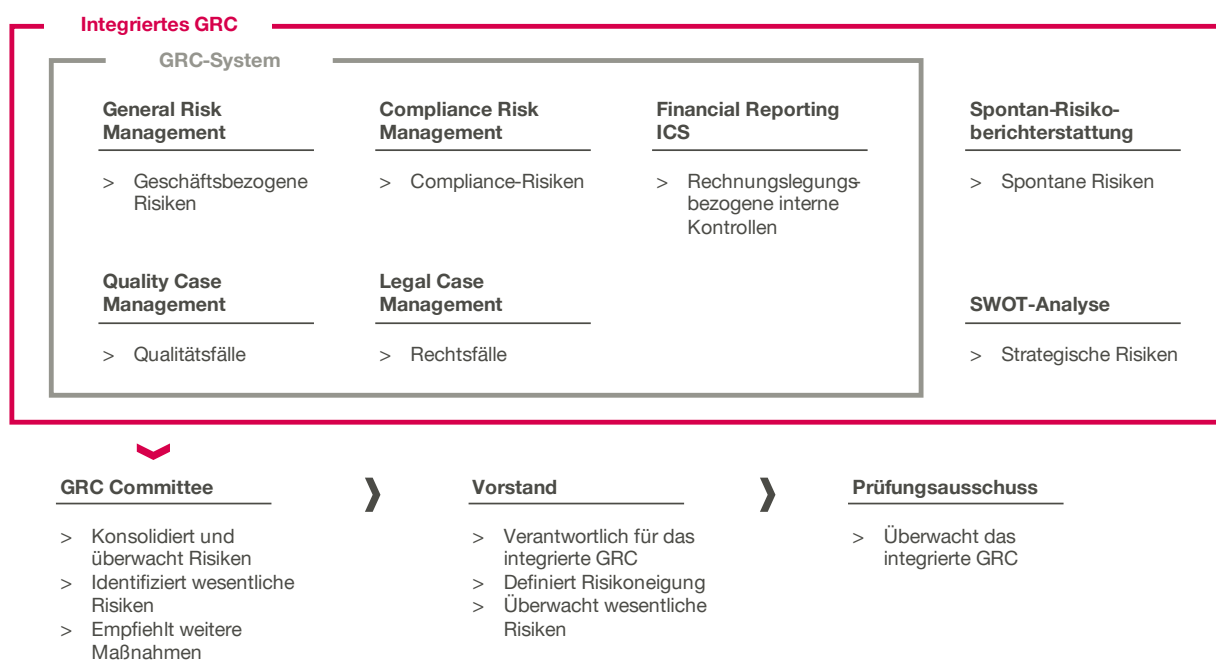 Integriertes GRC
GRC-System
General Risk
Management
> Geschäftsbezogene
Risiken
Compliance Risk
Management
> Compliance-Risiken
Financial Reporting
ICS
> Rechnungslegungs-
bezogene interne
Kontrollen
Spontan-Risiko-
berichterstattung
> Spontane Risiken
Quality Case
Management
> Qualitätsfälle
Legal Case
Management
> Rechtsfälle
SWOT-Analyse
> Strategische Risiken
GRC Committee
> Konsolidiert und
überwacht Risiken
> Identifiziert wesentliche
Risiken
> Empfiehlt weitere
Maßnahmen
Vorstand
> Verantwortlich für das
integrierte GRC
> Definiert Risikoneigung
> Überwacht wesentliche
Risiken
Prüfungsausschuss
> Überwacht das
integrierte GRC